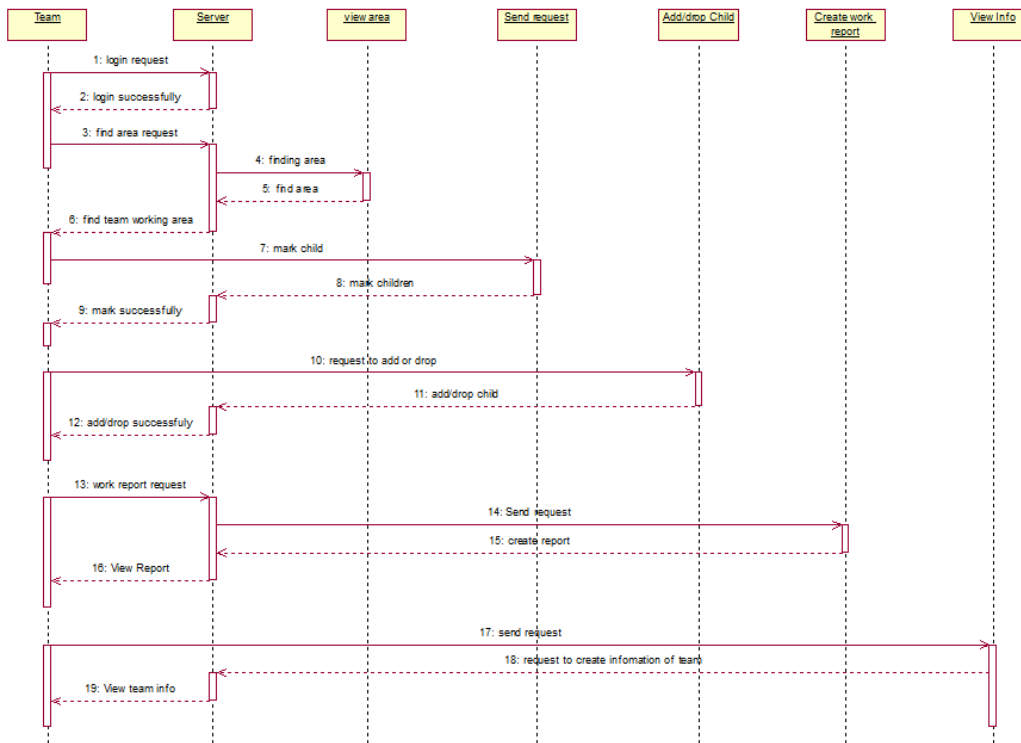 Team
Server
view area
Send request
Add/drop Child
Create work
report
View Info
1: login request
2: login successfully
3: find area request
4: finding area
5: find area
6: find team working area
7: mark child
8: mark children
9: mark successfully
10: request to add or drop
11: add/drop child
12: add/drop successfuly
13: work report request
14: Send request
15: create report
16: View Report
17: send request
18: request to create infomation of team
19: View team info